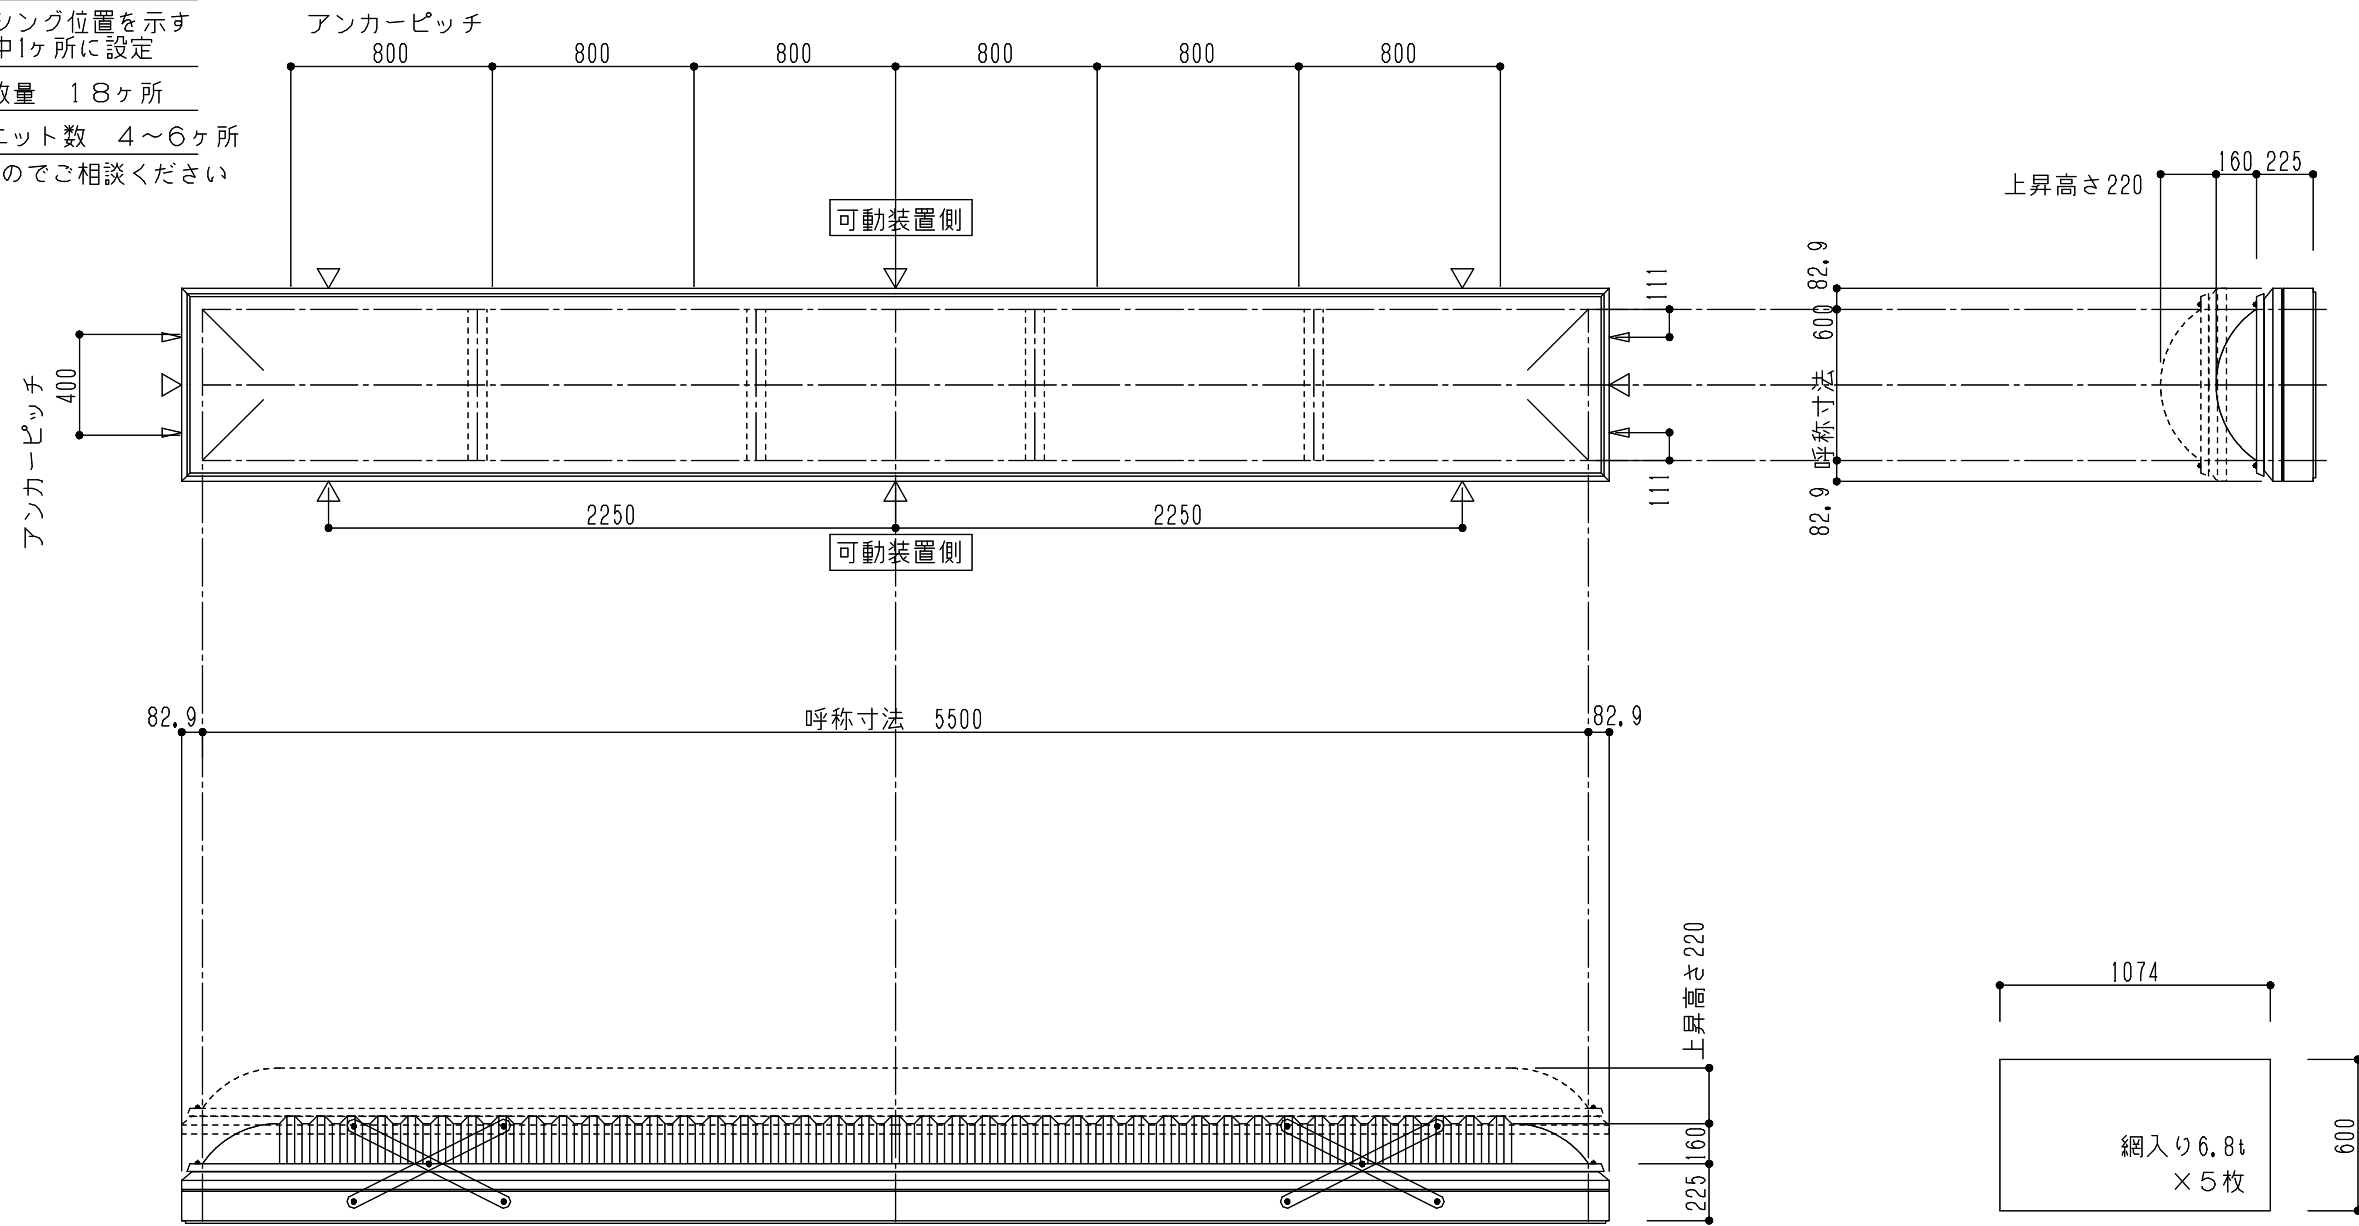 シング位置を示す
中1ヶ所に設定
数量　１８ヶ所
ニット数　４〜６ヶ所
のでご相談ください
アンカーピッチ
800
800
800
800
800
800
可動装置側
上昇高さ220
160
225
82.9
600
呼称寸法
82.9
111
111
アンカーピッチ
400
2250
2250
可動装置側
82.9
呼称寸法　5500
82.9
上昇高さ220
160
225
1074
600
網入り6.8t
×５枚